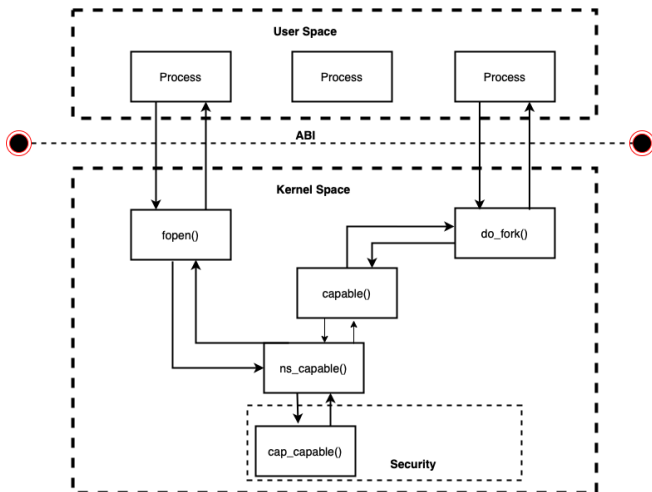 User Space
Process
Process
Process
ABI
Kernel Space
fopen()
do_fork()
capable()
ns_capable()
cap_capable()
Security